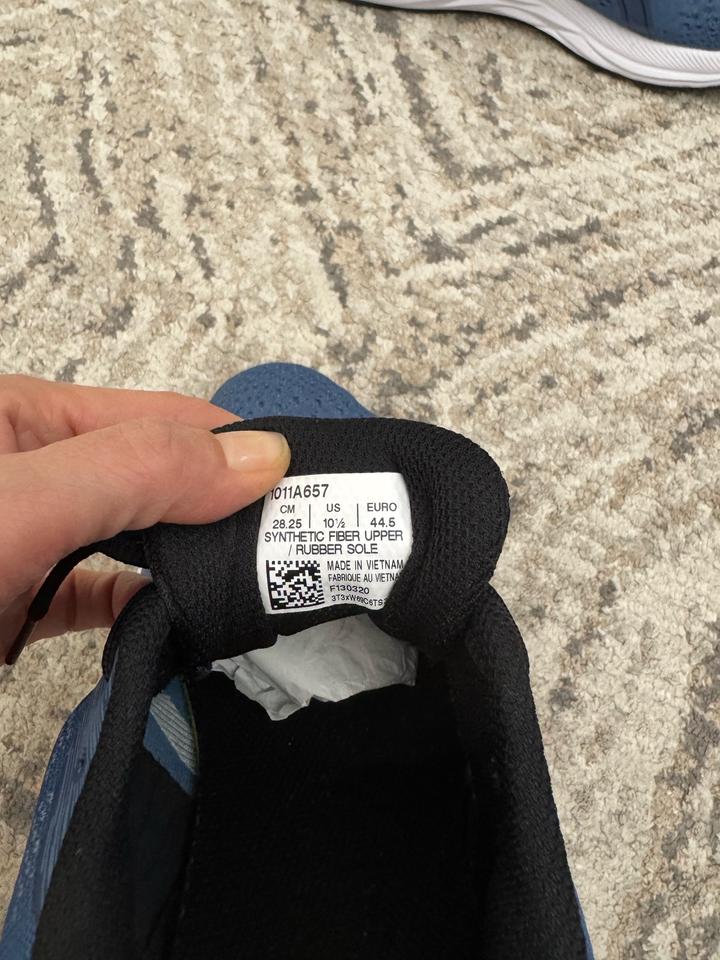 1011A657
CM US EURO
28.25 10½ 44.5
SYNTHETIC FIBER UPPER
/ RUBBER SOLE
MADE IN VIETNAM
FABRIQUE AU
F130320